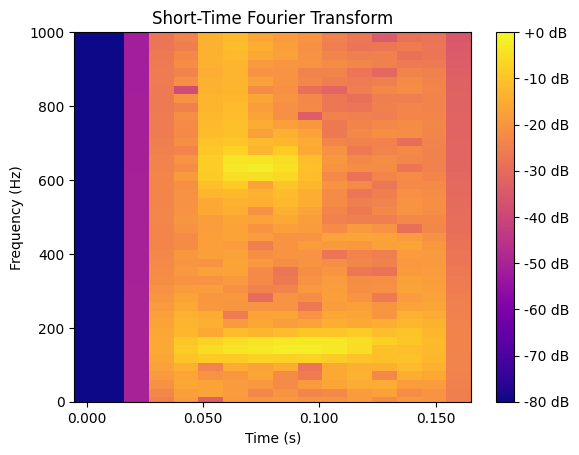 Short-Time Fourier Transform
1000
800
600
400
200
0
Frequency (Hz)
0.000
0.050
0.100
0.150
Time (s)
+0 dB
-10 dB
-20 dB
-30 dB
-40 dB
-50 dB
-60 dB
-70 dB
-80 dB